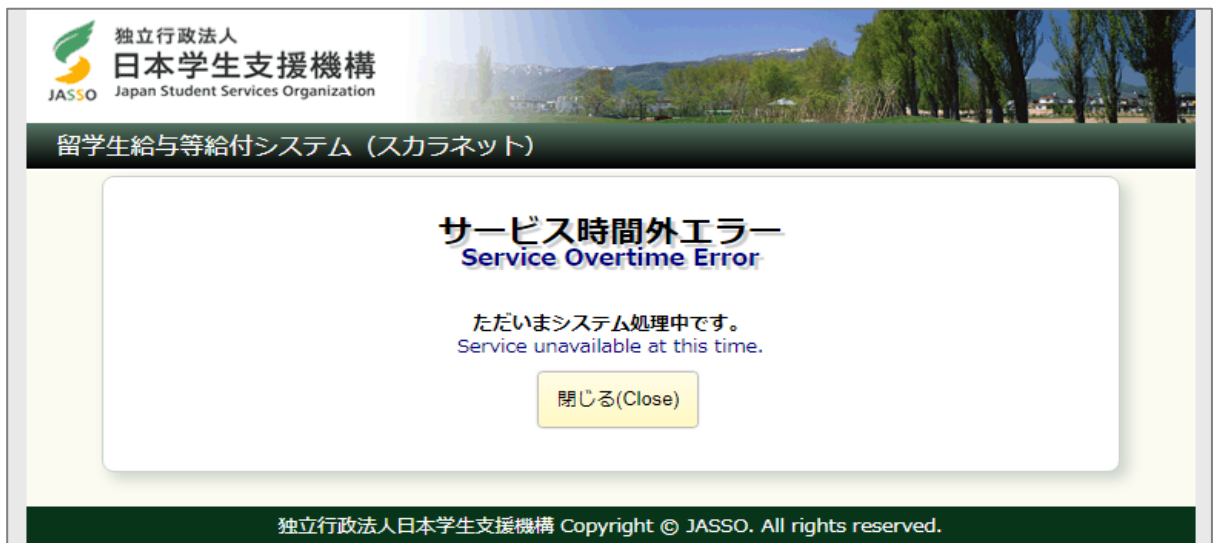 独立行政法人
日本学生支援機構
JASSO Japan Student Services Organization
留学生給与等給付システム（スカラネット）
サービス時間外エラー
Service Overtime Error
ただいまシステム処理中です。
Service unavailable at this time.
閉じる(Close)
独立行政法人日本学生支援機構 Copyright © JASSO. All rights reserved.